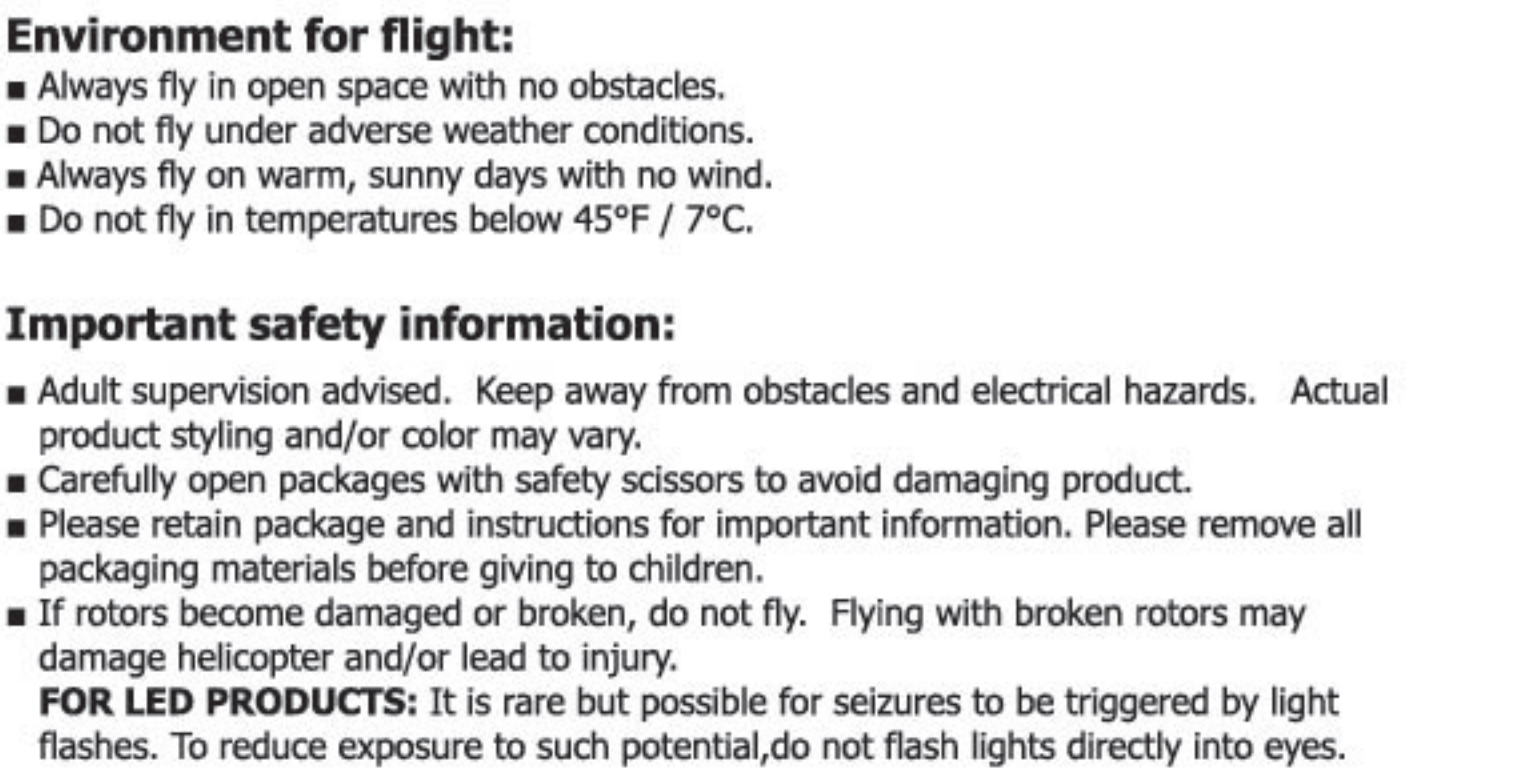 Environment for flight:
▪ Always fly in open space with no obstacles.
▪ Do not fly under adverse weather conditions.
▪ Always fly on warm, sunny days with no wind.
▪ Do not fly in temperatures below 45°F / 7°C.
Important safety information:
▪ Adult supervision advised.  Keep away from obstacles and electrical hazards.   Actual
product styling and/or color may vary.
▪ Carefully open packages with safety scissors to avoid damaging product.
▪ Please retain package and instructions for important information. Please remove all
packaging materials before giving to children.
▪ If rotors become damaged or broken, do not fly.  Flying with broken rotors may
damage helicopter and/or lead to injury.
FOR LED PRODUCTS: It is rare but possible for seizures to be triggered by light
flashes. To reduce exposure to such potential,do not flash lights directly into eyes.